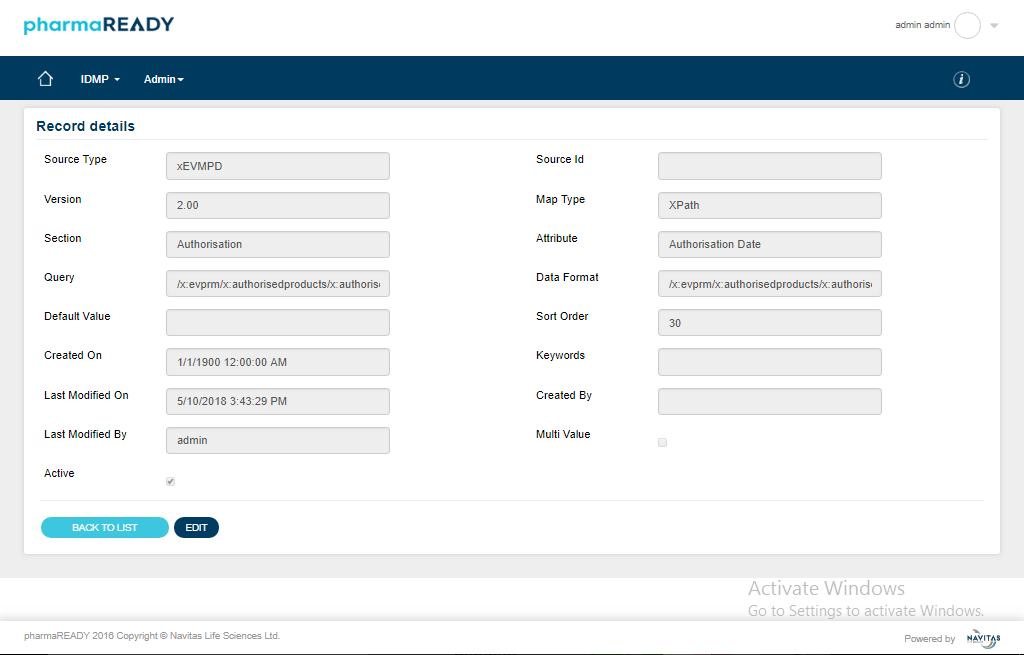 pharmaREADY
admin admin
IDMP
Admin
i
Record details
Source Type
xEVMPD
Source Id
Version
2.00
Map Type
XPath
Section
Authorisation
Attribute
Authorisation Date
Query
/x:evprm/x:authorisedproducts/x:authoris
Data Format
/x:evprm/x:authorisedproducts/x:authoris
Default Value
Sort Order
30
Created On
1/1/1900 12:00:00 AM
Keywords
Last Modified On
5/10/2018 3:43:29 PM
Created By
Last Modified By
admin
Multi Value
Active
BACK TO LIST
EDIT
Activate Windows
Go to Settings to activate Windows.
pharmaREADY 2016 Copyright © Navitas Life Sciences Ltd.
Powered by
NAVITAS